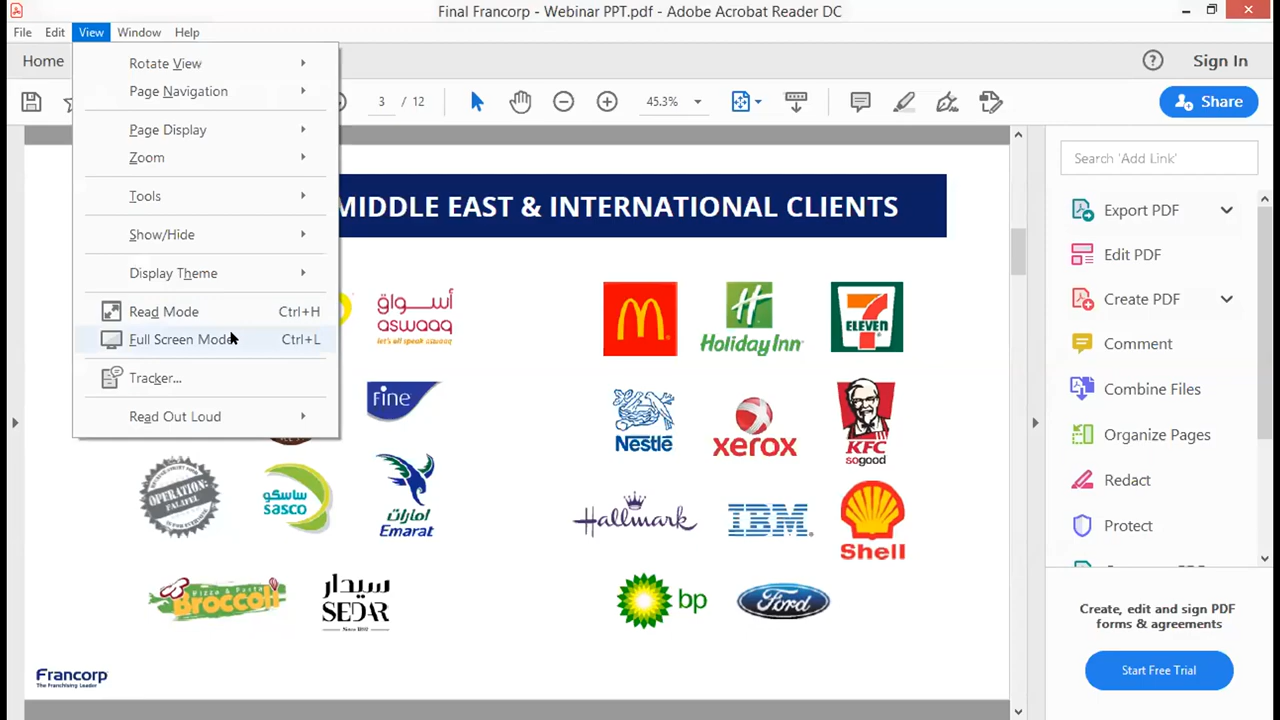 Final Francorp - Webinar PPT.pdf - Adobe Acrobat Reader DC
File Edit View Window Help
Home
Sign In
3 / 12
45.3%
Share
Rotate View
Page Navigation
Page Display
Zoom
Tools
Show/Hide
Display Theme
Read Mode Ctrl+H
Full Screen Mode Ctrl+L
Tracker...
Read Out Loud
MIDDLE EAST & INTERNATIONAL CLIENTS
أسواق
aswaaq
let's all speak aswaaq
Fine
OPERATION:
FALAFEL
ساسكو
SASCO
امارات
Emarat
Pizza & Pasta
Broccoli
سيدار
SEDAR
Since 1892
M
H
Holiday Inn
7
ELEVEN
Nestlé
xerox
KFC
so good
Hallmark
IBM
Shell
bp
Ford
Francorp
The Franchising Leader
Search 'Add Link'
Export PDF
Edit PDF
Create PDF
Comment
Combine Files
Organize Pages
Redact
Protect
Create, edit and sign PDF
forms & agreements
Start Free Trial